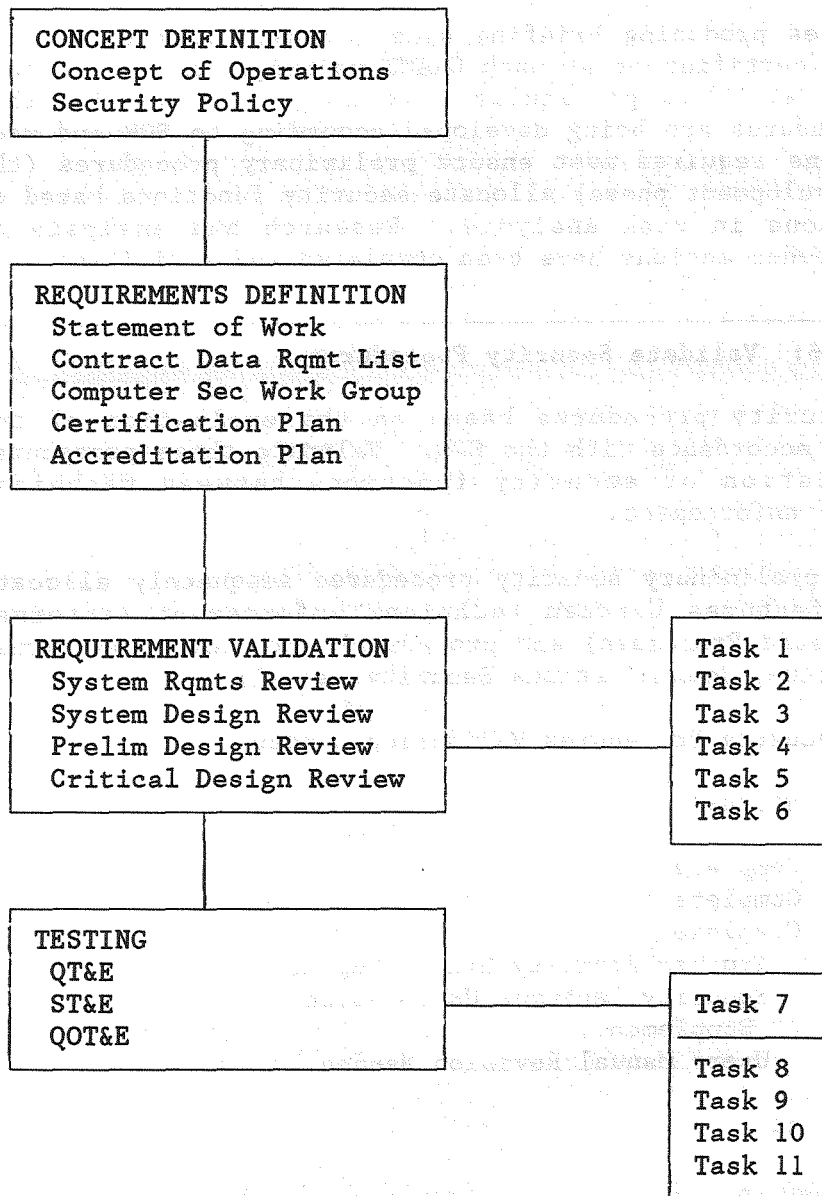 CONCEPT DEFINITION
Concept of Operations
Security Policy
REQUIREMENTS DEFINITION
Statement of Work
Contract Data Rqmt List
Computer Sec Work Group
Certification Plan
Accreditation Plan
REQUIREMENT VALIDATION
System Rqmts Review
System Design Review
Prelim Design Review
Critical Design Review
Task 1
Task 2
Task 3
Task 4
Task 5
Task 6
TESTING
QT&E
ST&E
QOT&E
Task 7
Task 8
Task 9
Task 10
Task 11